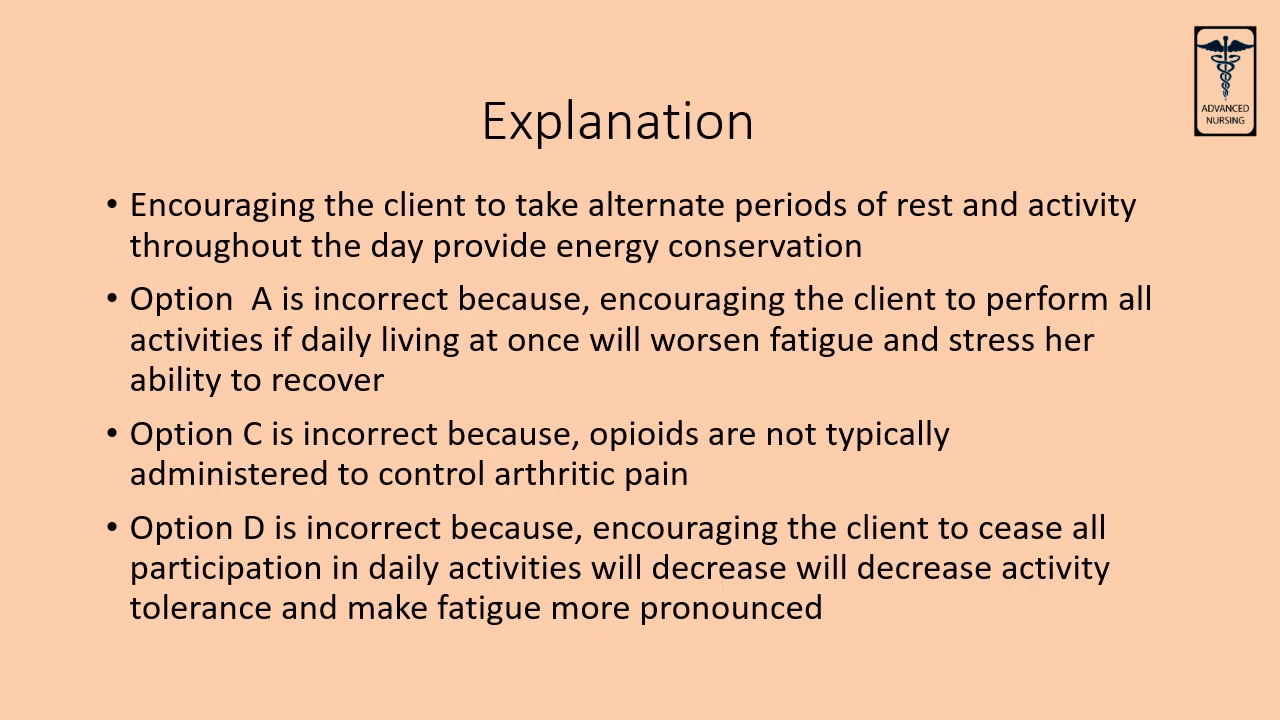 ADVANCED
NURSING
Explanation
• Encouraging the client to take alternate periods of rest and activity
throughout the day provide energy conservation
• Option  A is incorrect because, encouraging the client to perform all
activities if daily living at once will worsen fatigue and stress her
ability to recover
• Option C is incorrect because, opioids are not typically
administered to control arthritic pain
• Option D is incorrect because, encouraging the client to cease all
participation in daily activities will decrease will decrease activity
tolerance and make fatigue more pronounced